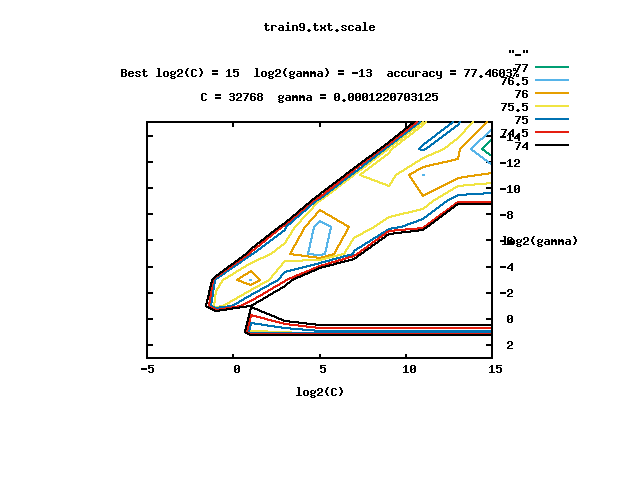 train9.txt.scale
"-"
Best log2(C) = 15 log2(gamma) = -13 accuracy = 77.4603%
77
76.5
C = 32768 gamma = 0.0001220703125
76
75.5
75
74.5
74
-14
-12
-10
-8
-6
log2(gamma)
-4
-2
0
2
-5 0 5 10 15
log2(C)